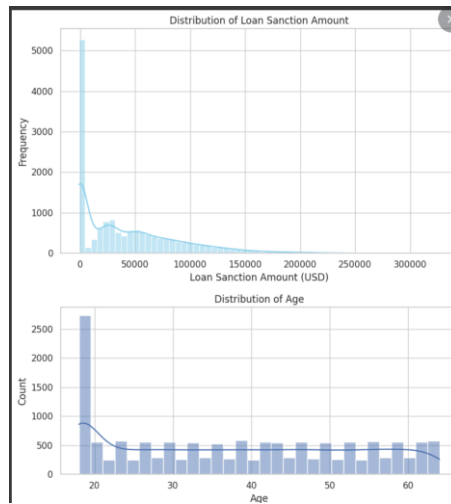 Distribution of Loan Sanction Amount
5000
4000
3000
2000
1000
0
Frequency
0 50000 100000 150000 200000 250000 300000
Loan Sanction Amount (USD)
Distribution of Age
2500
2000
1500
1000
500
0
Count
20 30 40 50 60
Age